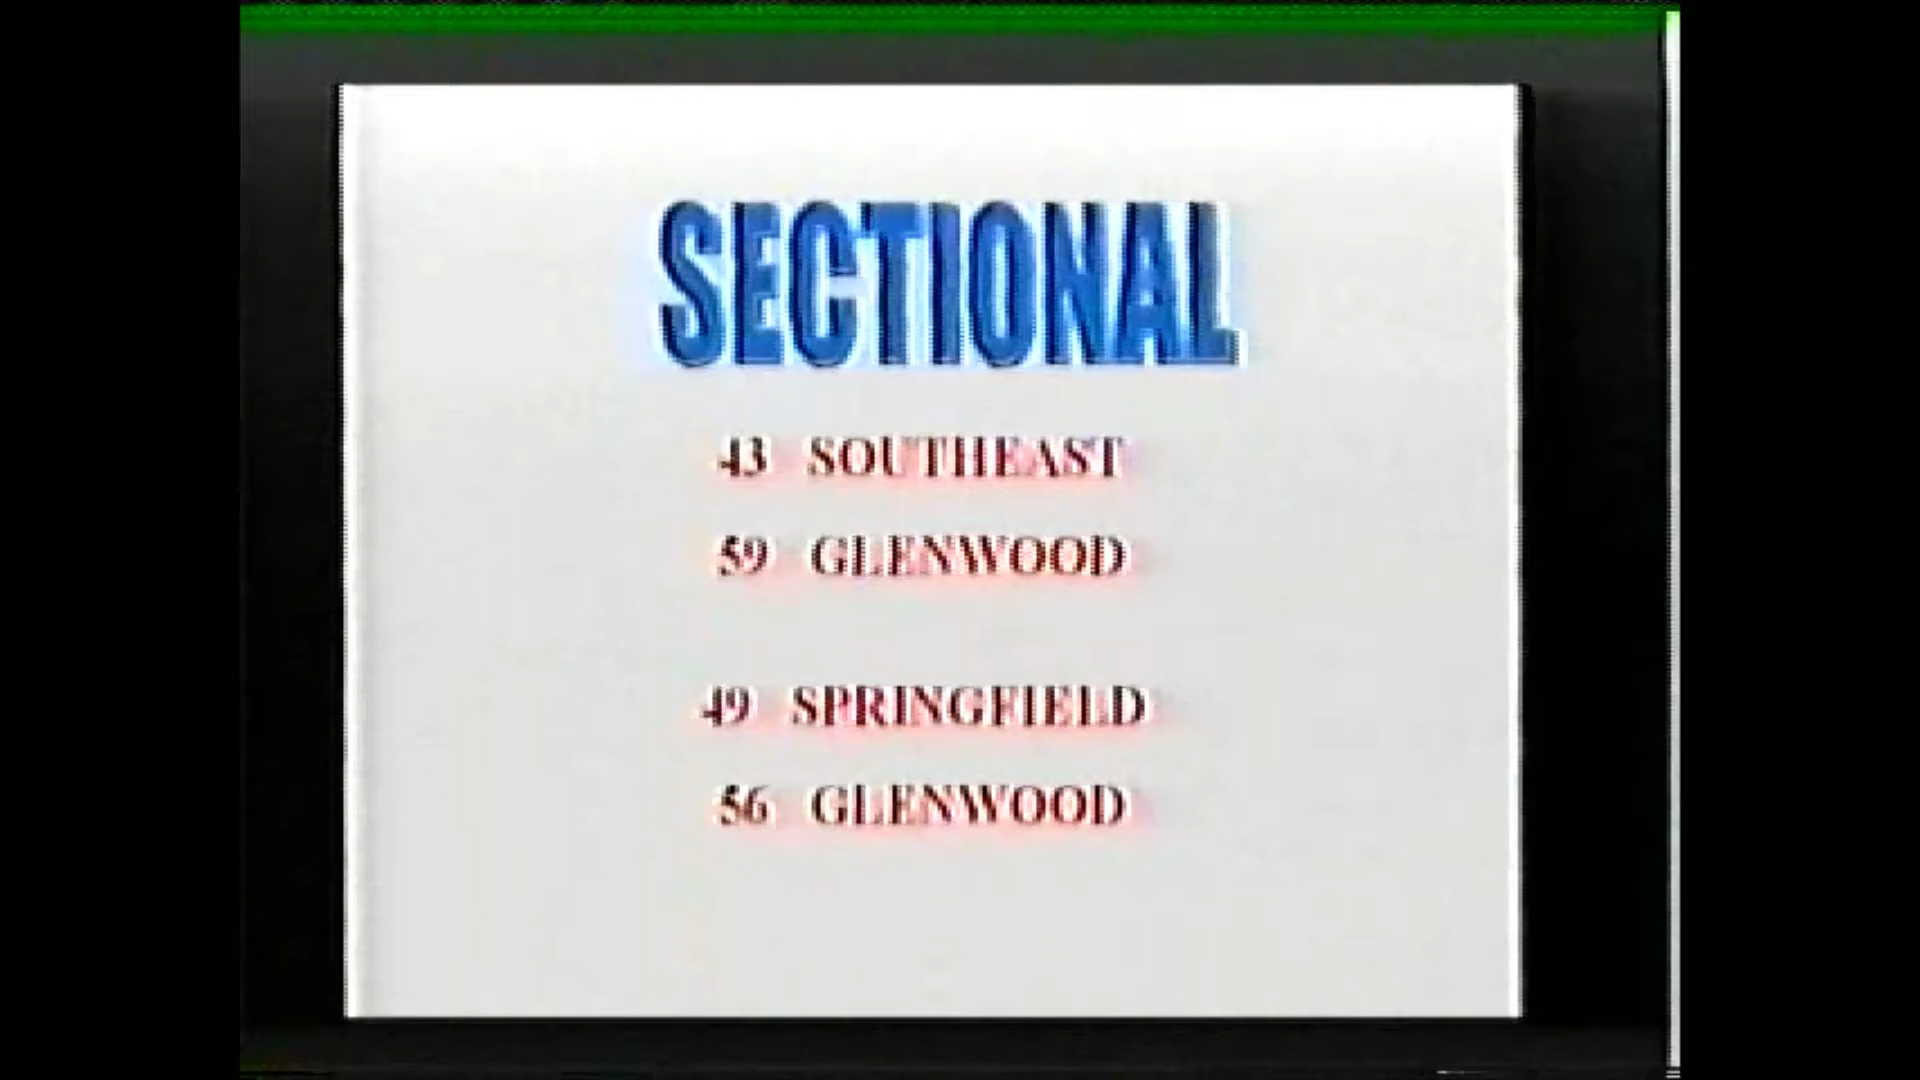 SECTIONAL
43 SOUTHEAST
59 GLENWOOD
49 SPRINGFIELD
56 GLENWOOD